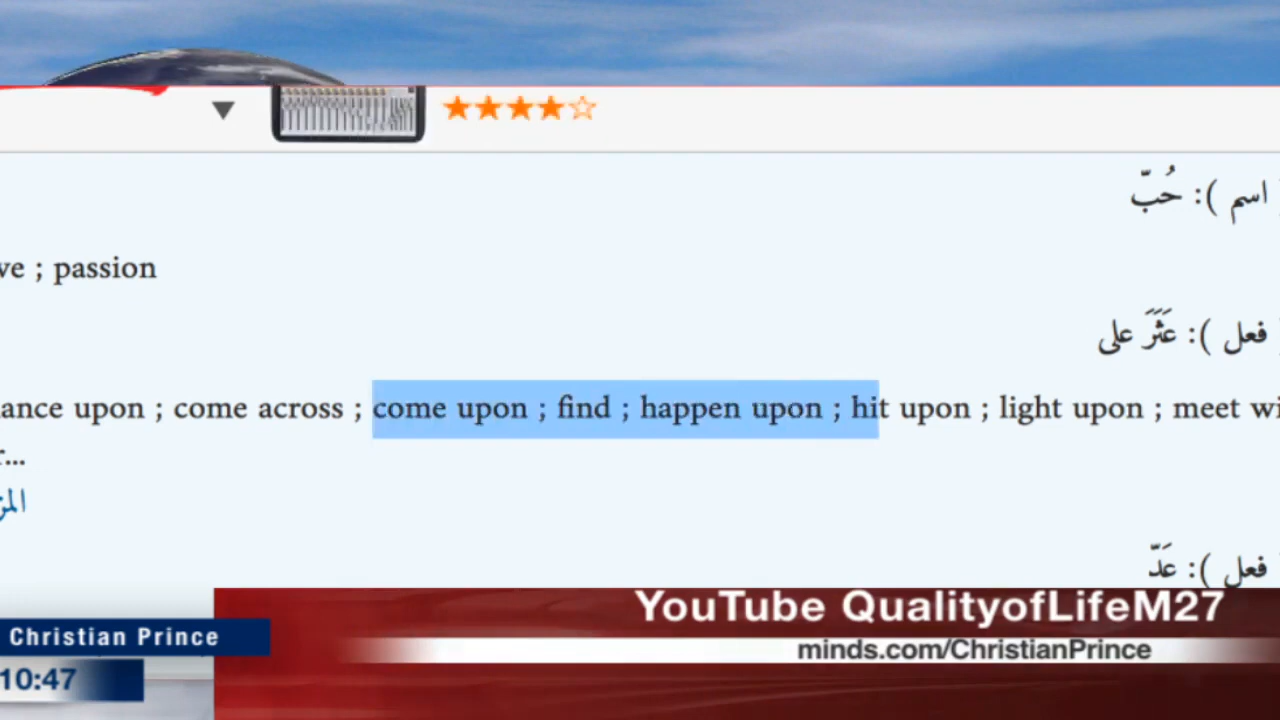 اسم ): حُبّ
ve ; passion
فعل ): عَثَرَ على
ance upon ; come across ; come upon ; find ; happen upon ; hit upon ; light upon ; meet wi
r...
المز
فعل ): عَدّ
YouTube QualityofLifeM27
Christian Prince
minds.com/ChristianPrince
10:47